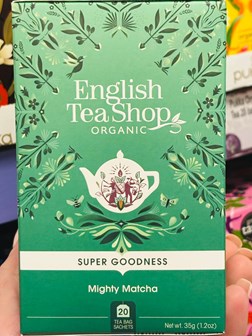 English
Tea Shop
ORGANIC
SUPER GOODNESS
Mighty Matcha
20
TEA BAG
SACHETS
Net wt. 35g (1.2oz)